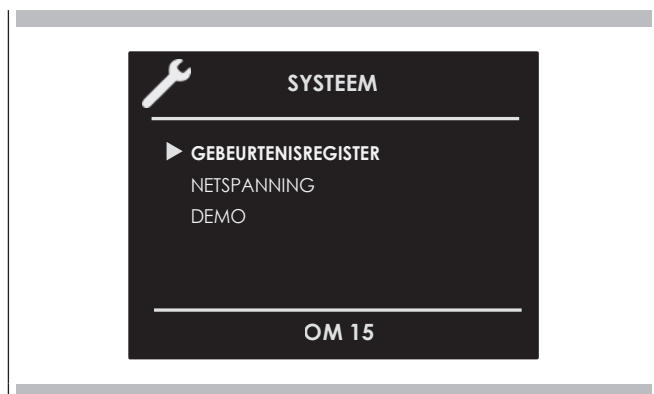 SYSTEEM
GEBEURTENISREGISTER
NETSPANNING
DEMO
OM 15